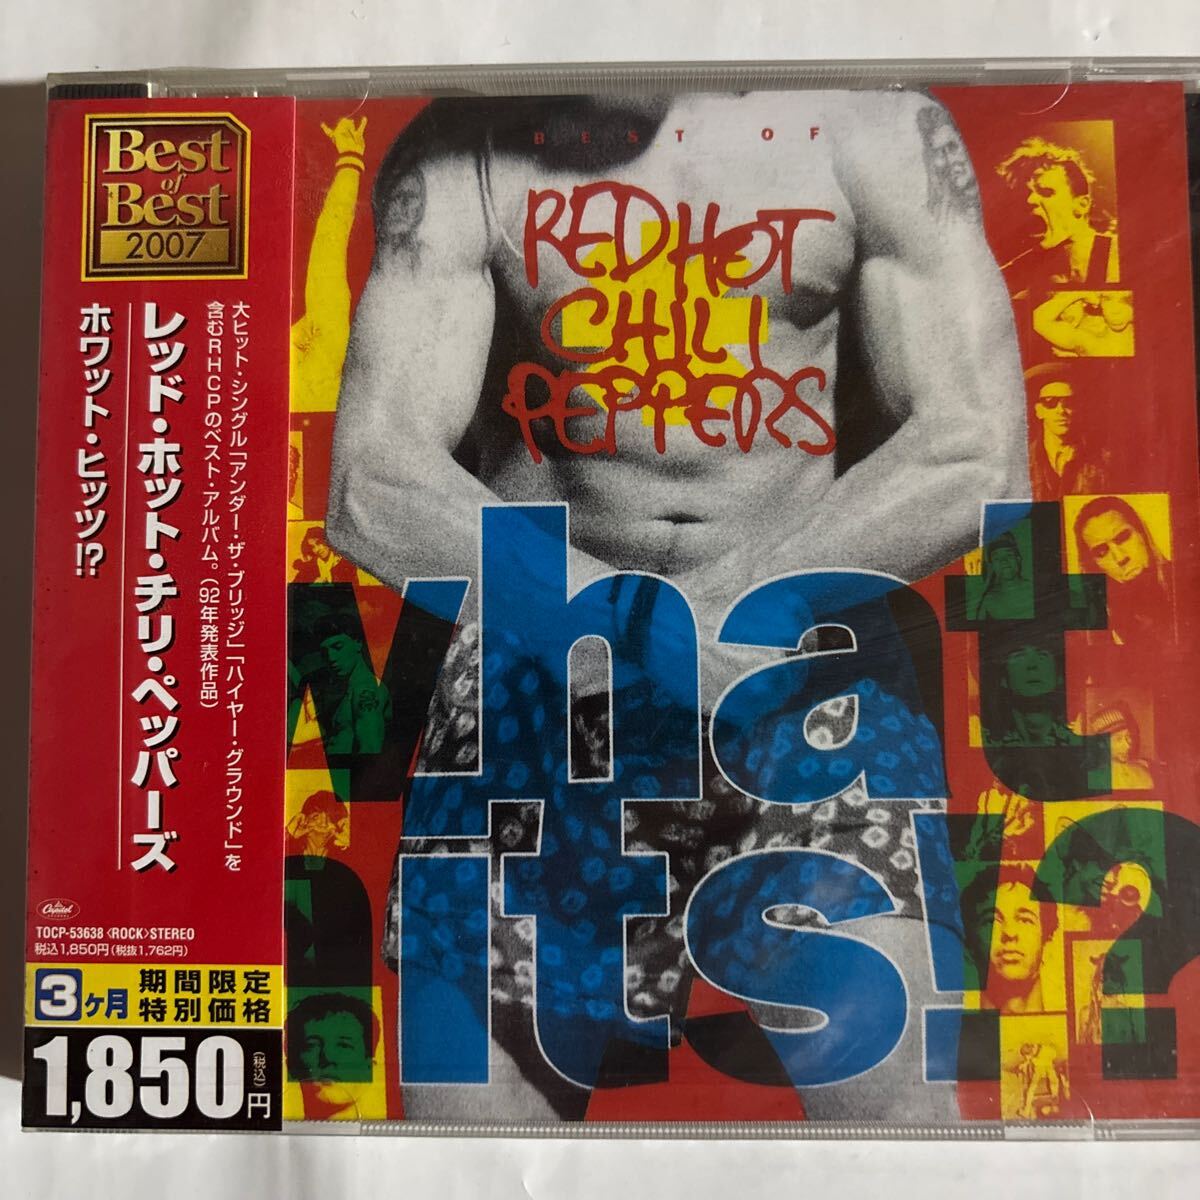 Best
of
Best
2007
大ヒット・シングル「アンダー・ザ・ブリッジ」「ハイヤー・グラウンド」を
含むRHCPのベスト・アルバム。(92年発表作品)
レッド・ホット・チリ・ペッパーズ
ホワット・ヒッツ!?
Capitol
TOCP-53638 〈ROCK〉STEREO
税込1,850円(税抜1,762円)
3ヶ月
期間限定
特別価格
1,850円
(税込)
BEST OF
RED HOT
CHILI
PEPPERS
what
hits!?